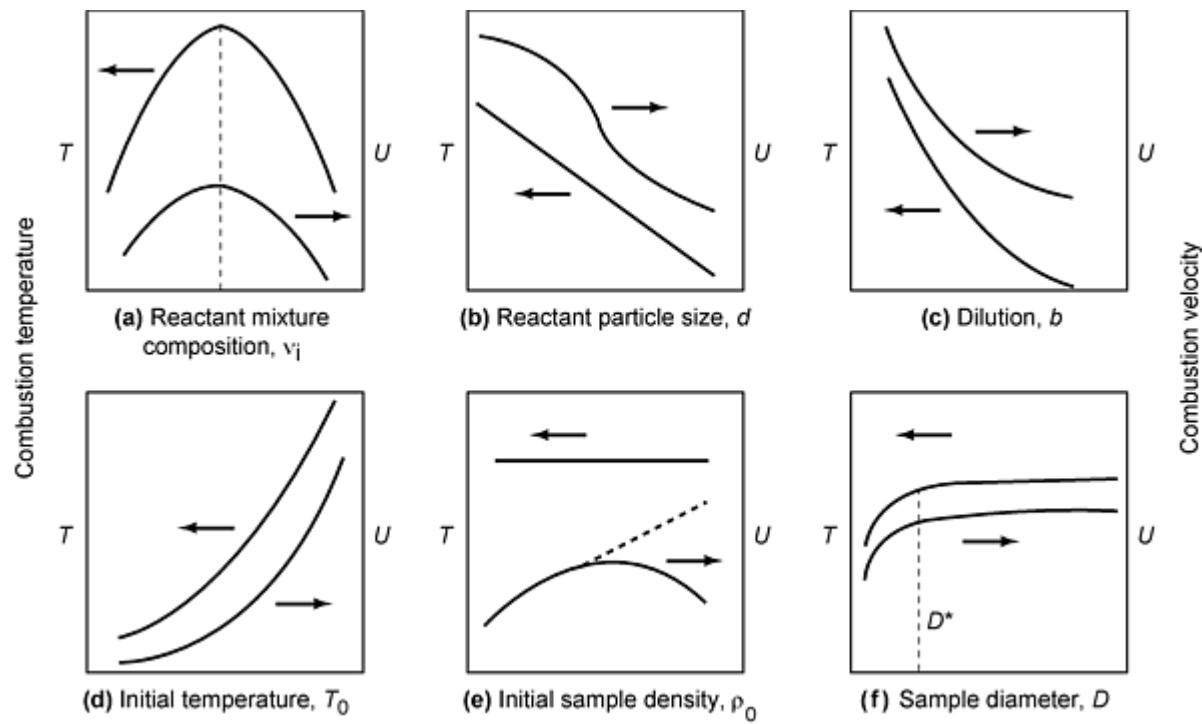 Combustion temperature
T
U
(a) Reactant mixture
composition, νi
T
U
(b) Reactant particle size, d
T
U
(c) Dilution, b
Combustion velocity
T
U
(d) Initial temperature, T0
T
U
(e) Initial sample density, ρ0
T
D*
U
(f) Sample diameter, D